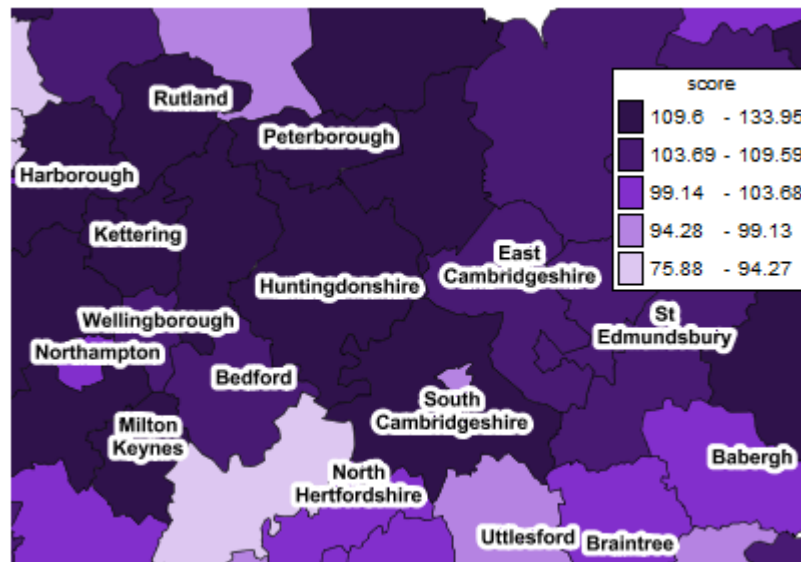 score
109.6 - 133.95
103.69 - 109.59
99.14 - 103.68
94.28 - 99.13
75.88 - 94.27
Rutland
Peterborough
Harborough
Kettering
East
Cambridgeshire
Huntingdonshire
St
Edmundsbury
Wellingborough
Northampton
Bedford
South
Cambridgeshire
Milton
Keynes
Babergh
North
Hertfordshire
Uttlesford
Braintree